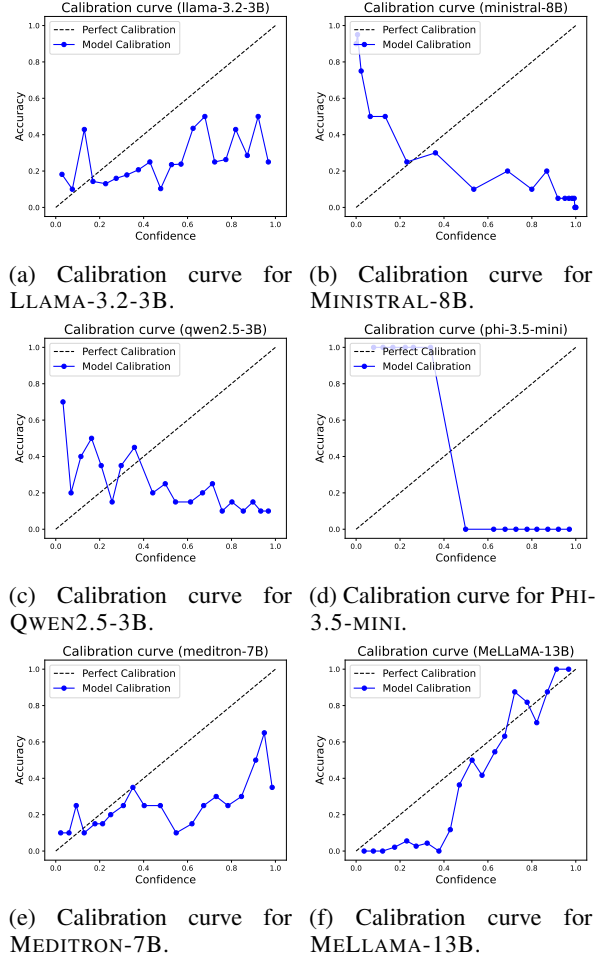 Calibration curve (llama-3.2-3B)
Perfect Calibration
Model Calibration
1.0
0.8
0.6
0.4
0.2
0.0
Accuracy
0.0 0.2 0.4 0.6 0.8 1.0
Confidence
(a) Calibration curve for
LLAMA-3.2-3B.
Calibration curve (ministral-8B)
Perfect Calibration
Model Calibration
1.0
0.8
0.6
0.4
0.2
0.0
Accuracy
0.0 0.2 0.4 0.6 0.8 1.0
Confidence
(b) Calibration curve for
MINISTRAL-8B.
Calibration curve (qwen2.5-3B)
Perfect Calibration
Model Calibration
1.0
0.8
0.6
0.4
0.2
0.0
Accuracy
0.0 0.2 0.4 0.6 0.8 1.0
Confidence
(c) Calibration curve for
QWEN2.5-3B.
Calibration curve (phi-3.5-mini)
Perfect Calibration
Model Calibration
1.0
0.8
0.6
0.4
0.2
0.0
Accuracy
0.0 0.2 0.4 0.6 0.8 1.0
Confidence
(d) Calibration curve for PHI-
3.5-MINI.
Calibration curve (meditron-7B)
Perfect Calibration
Model Calibration
1.0
0.8
0.6
0.4
0.2
0.0
Accuracy
0.0 0.2 0.4 0.6 0.8 1.0
Confidence
(e) Calibration curve for
MEDITRON-7B.
Calibration curve (MeLLaMA-13B)
Perfect Calibration
Model Calibration
1.0
0.8
0.6
0.4
0.2
0.0
Accuracy
0.0 0.2 0.4 0.6 0.8 1.0
Confidence
(f) Calibration curve for
MELLAMA-13B.